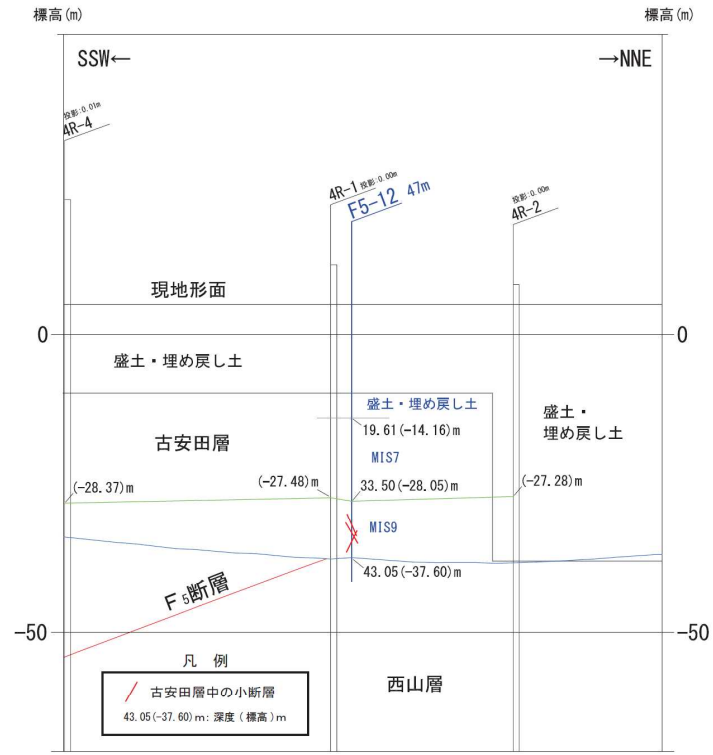 標高(m)
標高(m)
SSW←
→NNE
投影:0.01m
4R-4
4R-1 投影:0.00m
F5-12 47m
投影:0.00m
4R-2
現地形面
0
0
盛土・埋め戻し土
盛土・埋め戻し土
盛土・
埋め戻し土
19.61(-14.16)m
古安田層
MIS7
(-28.37)m
(-27.48)m
33.50(-28.05)m
(-27.28)m
MIS9
43.05(-37.60)m
F5断層
-50
-50
凡 例
古安田層中の小断層
43.05(-37.60)m:深度(標高)m
西山層